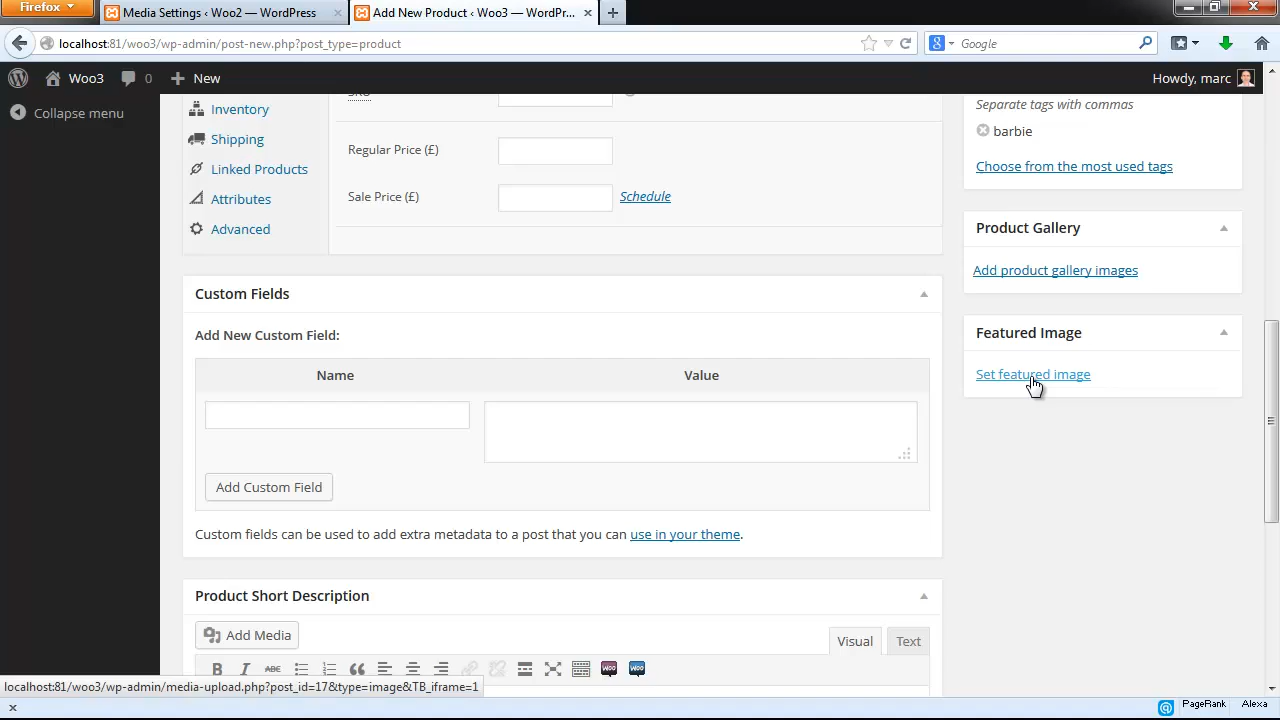 Firefox
Media Settings ‹ Woo2 — WordPress
Add New Product ‹ Woo3 — WordPr...
localhost:81/woo3/wp-admin/post-new.php?post_type=product
Google
Woo3
0
New
Howdy, marc
Collapse menu
Inventory
Shipping
Linked Products
Attributes
Advanced
SKU
Regular Price (£)
Sale Price (£)
Schedule
Separate tags with commas
barbie
Choose from the most used tags
Product Gallery
Add product gallery images
Featured Image
Set featured image
Custom Fields
Add New Custom Field:
Name
Value
Add Custom Field
Custom fields can be used to add extra metadata to a post that you can use in your theme.
Product Short Description
Add Media
Visual
Text
B I ABC
WOO WOO
localhost:81/woo3/wp-admin/media-upload.php?post_id=17&type=image&TB_iframe=1
PageRank
Alexa